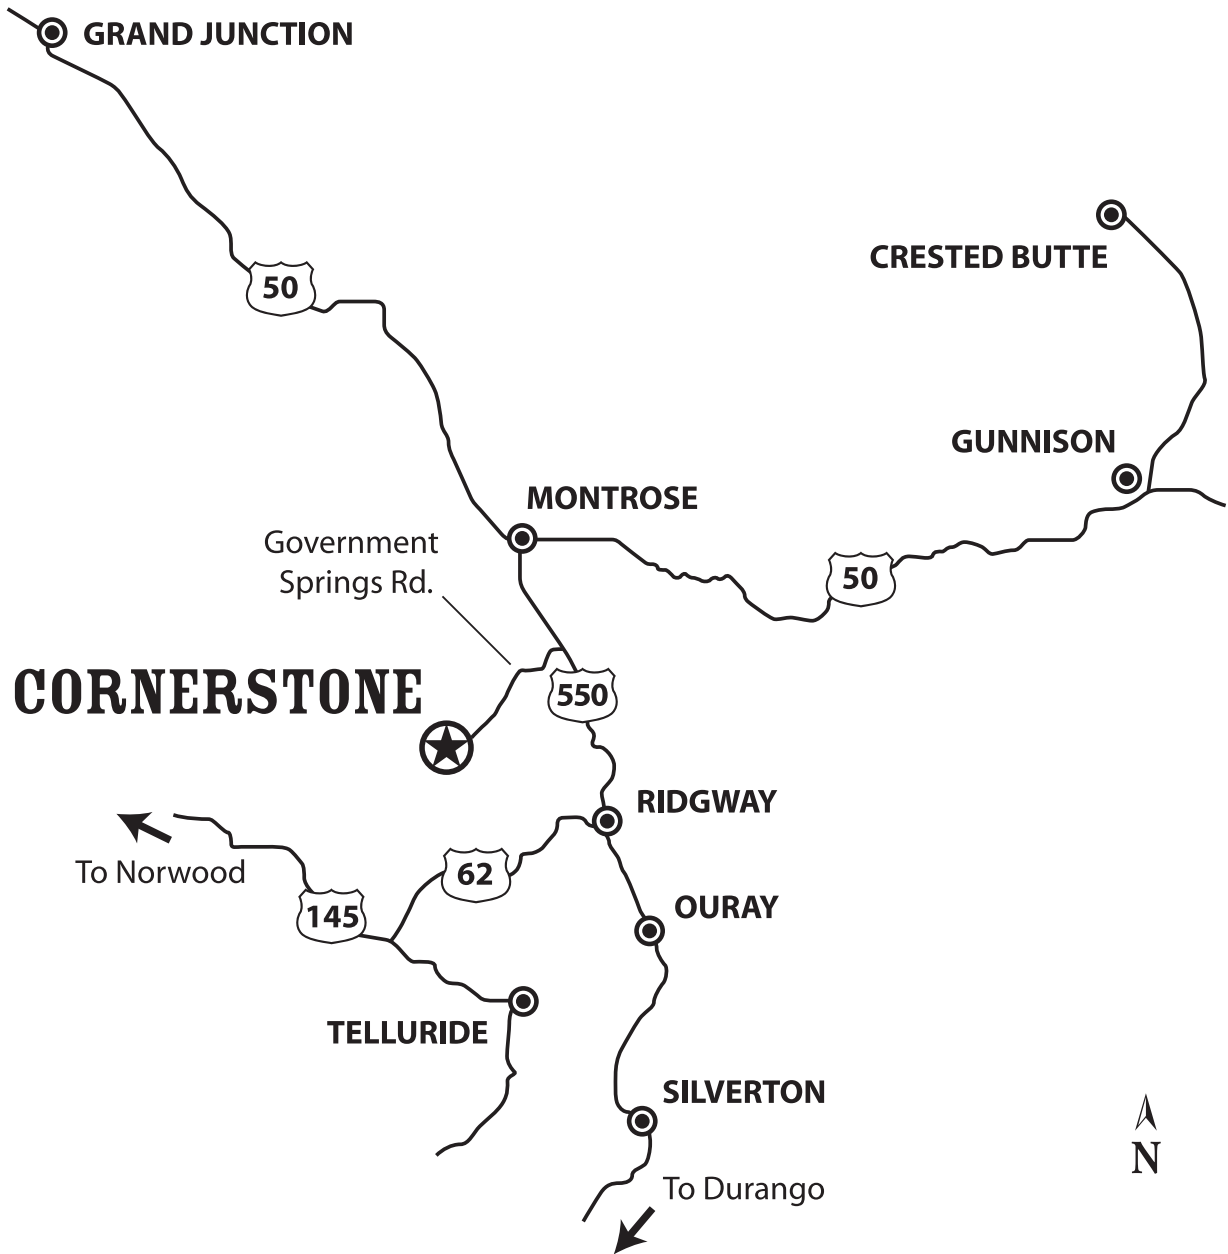 GRAND JUNCTION
50
CRESTED BUTTE
GUNNISON
MONTROSE
Government
Springs Rd.
50
CORNERSTONE
550
RIDGWAY
To Norwood
62
145
OURAY
TELLURIDE
SILVERTON
N
To Durango